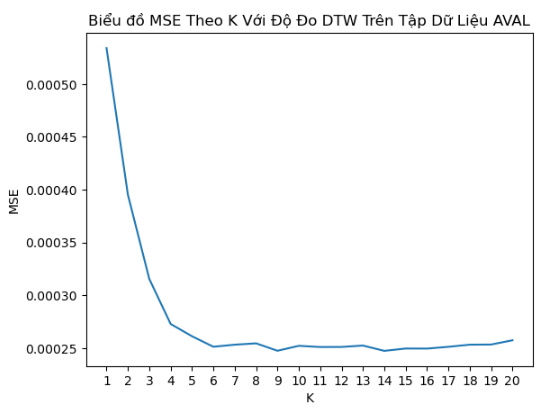 Biểu đồ MSE Theo K Với Độ Đo DTW Trên Tập Dữ Liệu AVAL
0.00050
0.00045
0.00040
0.00035
0.00030
0.00025
MSE
1 2 3 4 5 6 7 8 9 10 11 12 13 14 15 16 17 18 19 20
K